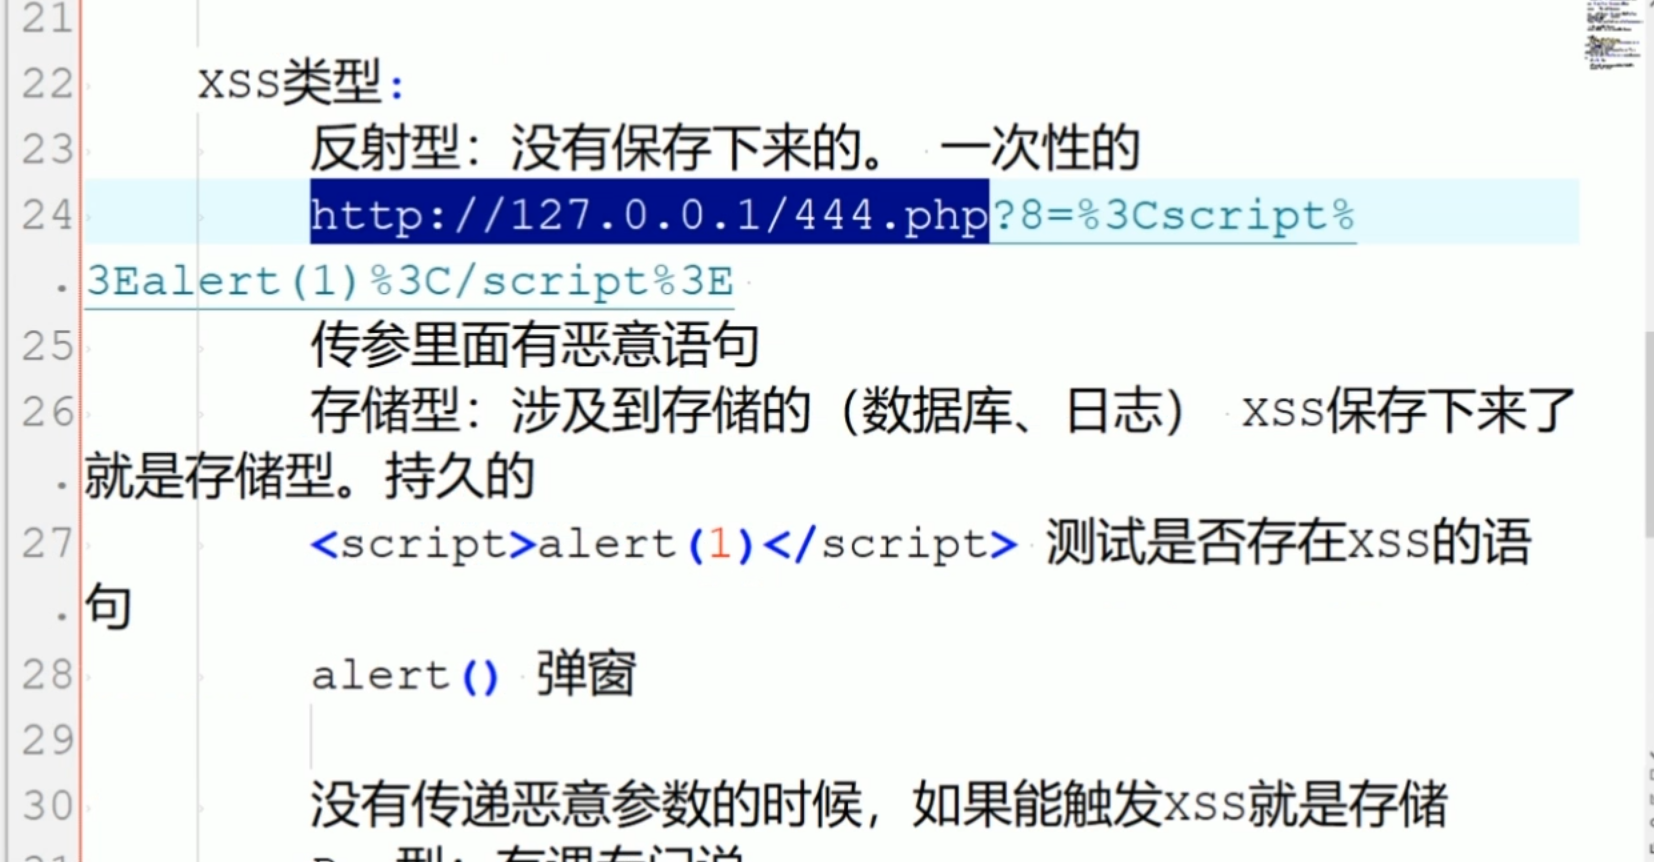 21
22 XSS类型:
23 反射型：没有保存下来的。 一次性的
24 http://127.0.0.1/444.php?8=%3Cscript%
. 3Ealert(1)%3C/script%3E
25 传参里面有恶意语句
26 存储型：涉及到存储的（数据库、日志） XSS保存下来了
. 就是存储型。持久的
27 <script>alert(1)</script> 测试是否存在XSS的语
. 句
28 alert() 弹窗
29
30 没有传递恶意参数的时候，如果能触发XSS就是存储